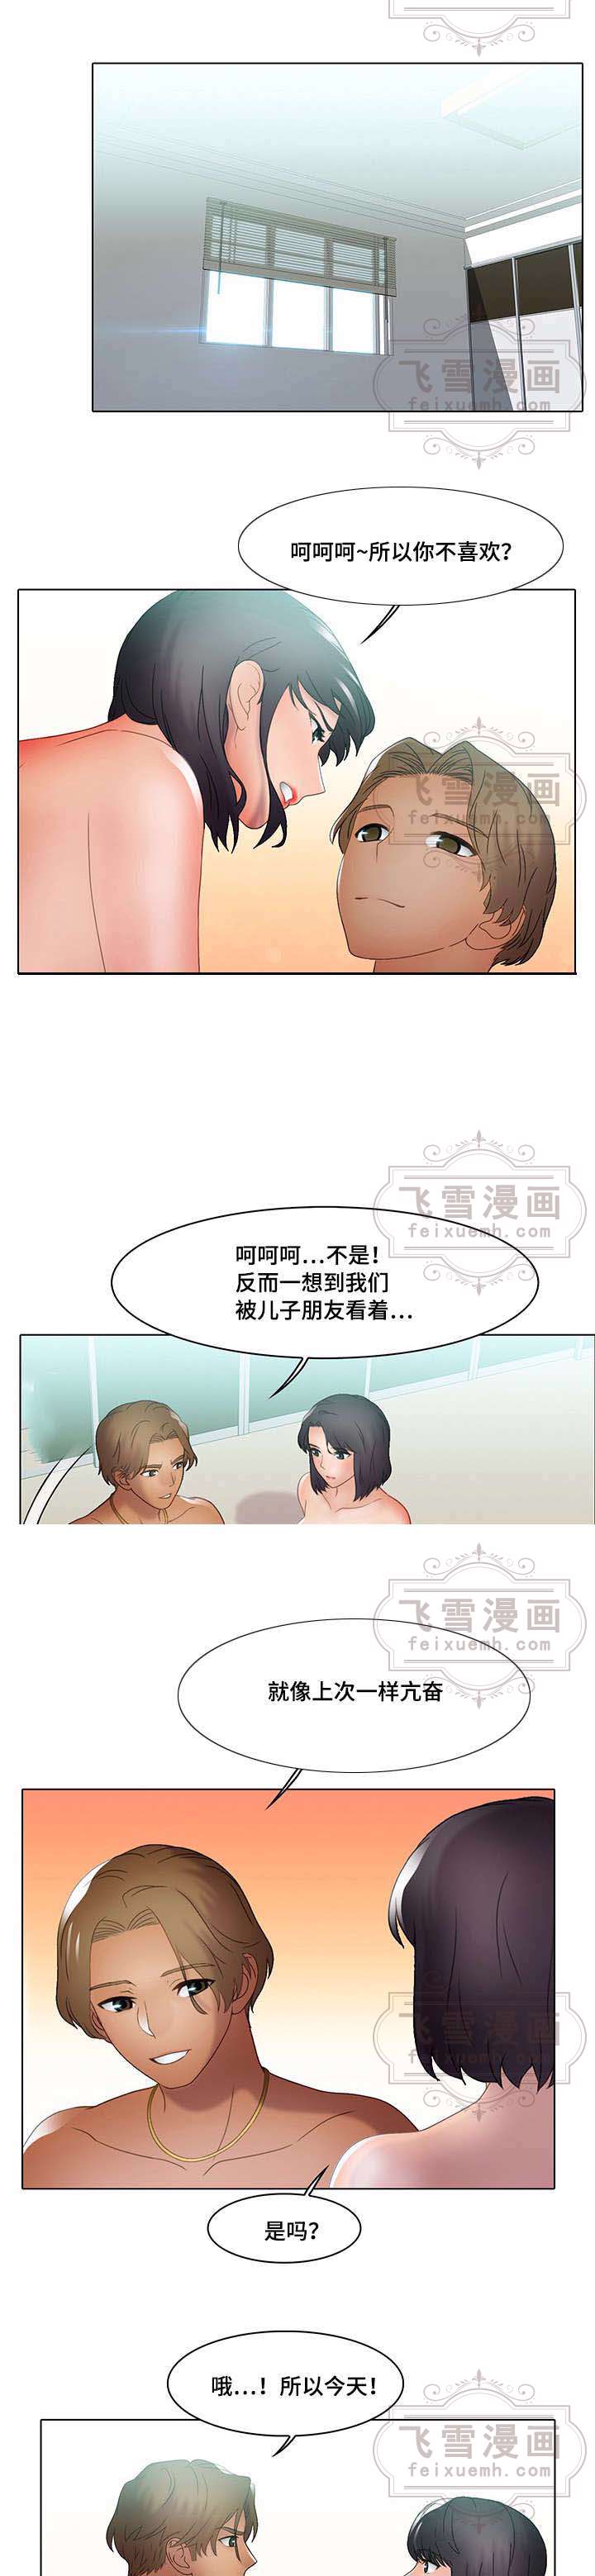 飞雪漫画
feixuemh.com
呵呵呵~所以你不喜欢?
飞雪漫画
feixuemh.com
飞雪漫画
feixuemh.com
呵呵呵...不是!
反而一想到我们
被儿子朋友看着...
飞雪漫画
feixuemh.com
就像上次一样亢奋
飞雪漫画
feixuemh.com
是吗?
哦...! 所以今天!
飞雪漫画
feixuemh.com